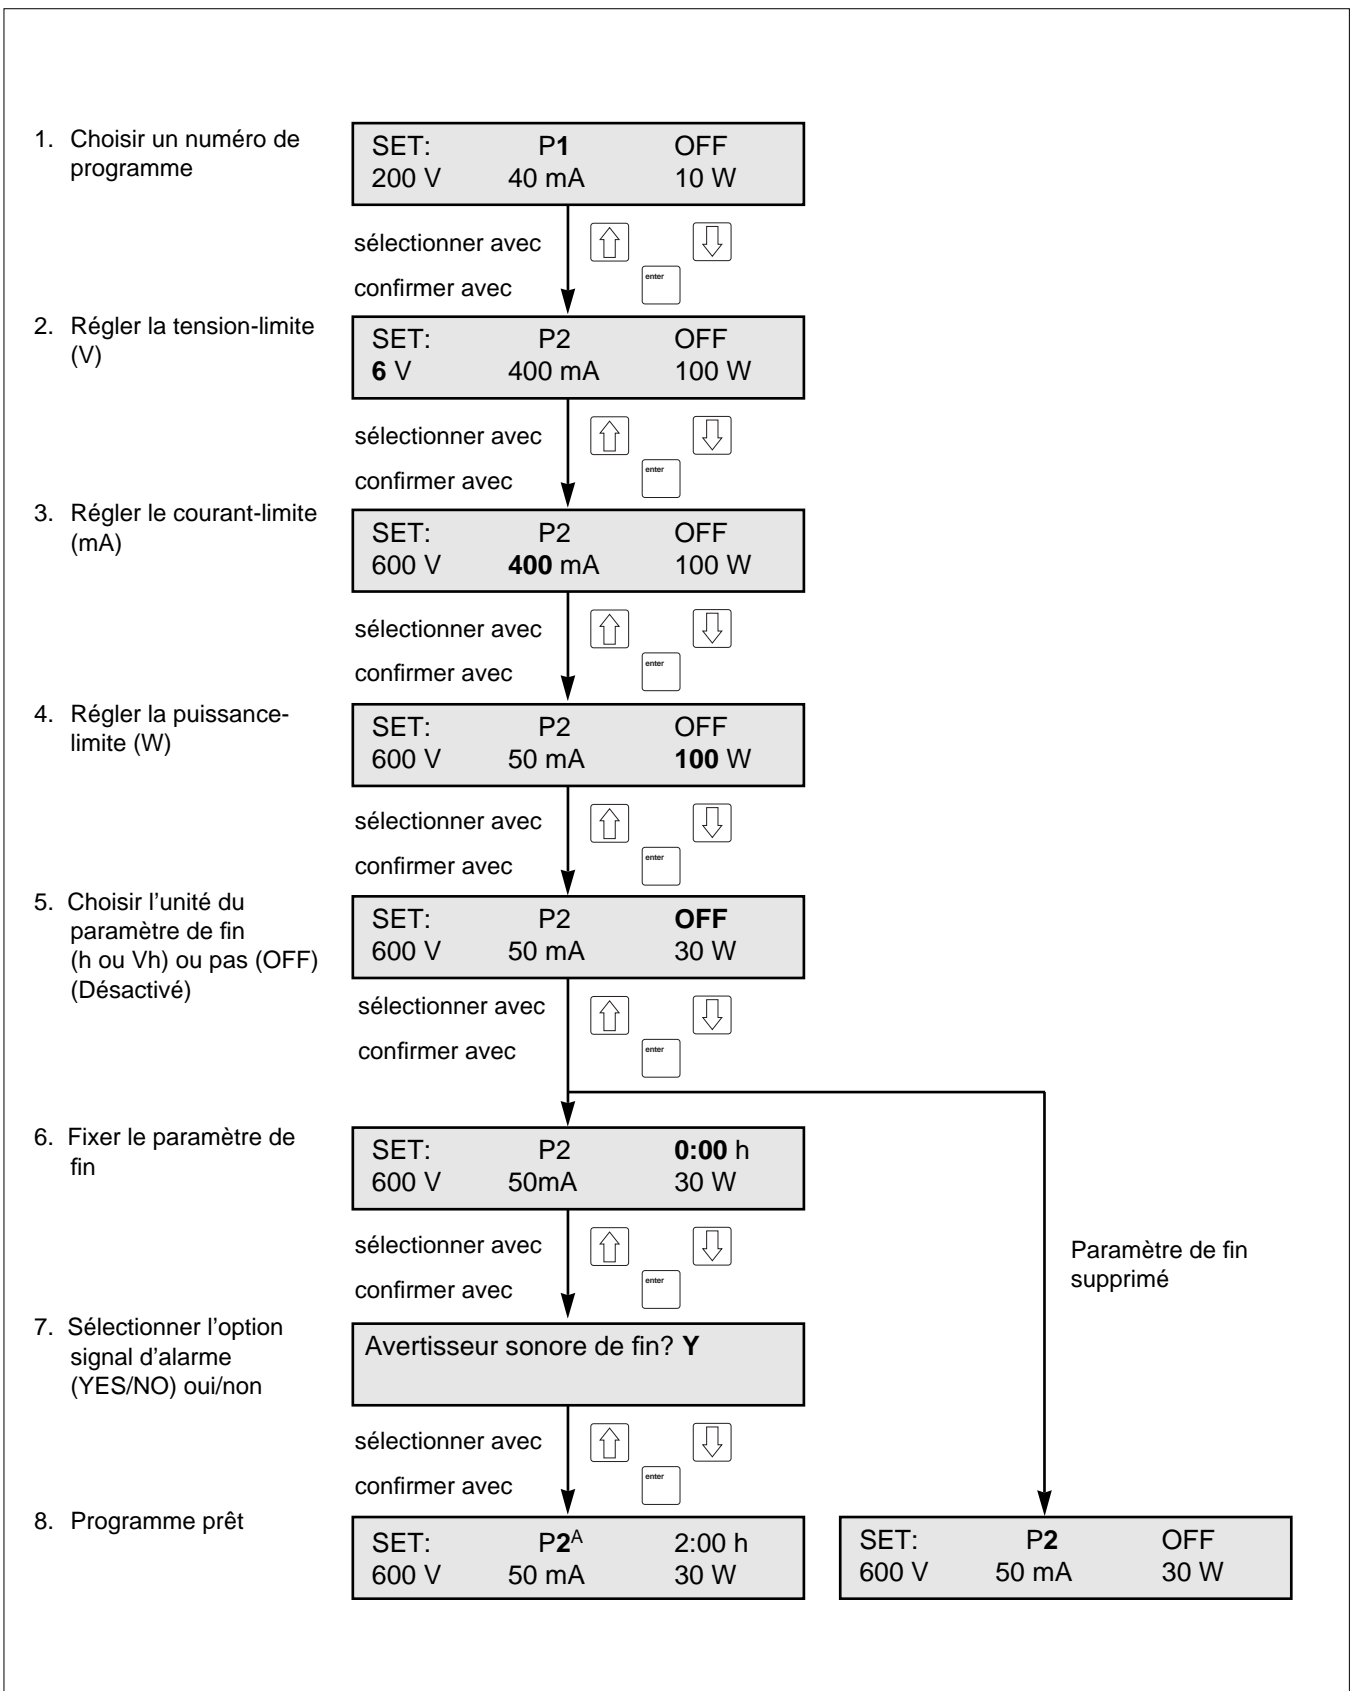 1. Choisir un numéro de
programme
SET: P1 OFF
200 V 40 mA 10 W
sélectionner avec
enter
confirmer avec
2. Régler la tension-limite
(V)
SET: P2 OFF
6 V 400 mA 100 W
sélectionner avec
enter
confirmer avec
3. Régler le courant-limite
(mA)
SET: P2 OFF
600 V 400 mA 100 W
sélectionner avec
enter
confirmer avec
4. Régler la puissance-
limite (W)
SET: P2 OFF
600 V 50 mA 100 W
sélectionner avec
enter
confirmer avec
5. Choisir l’unité du
paramètre de fin
(h ou Vh) ou pas (OFF)
(Désactivé)
SET: P2 OFF
600 V 50 mA 30 W
sélectionner avec
enter
confirmer avec
6. Fixer le paramètre de
fin
SET: P2 0:00 h
600 V 50mA 30 W
sélectionner avec
enter
confirmer avec
Paramètre de fin
supprimé
7. Sélectionner l’option
signal d’alarme
(YES/NO) oui/non
Avertisseur sonore de fin? Y
sélectionner avec
enter
confirmer avec
8. Programme prêt
SET: P2A 2:00 h
600 V 50 mA 30 W
SET: P2 OFF
600 V 50 mA 30 W